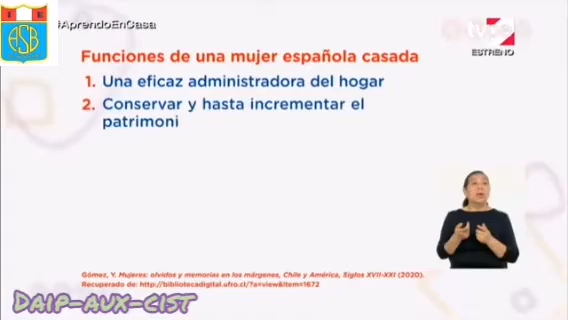 I E
ASB
#AprendoEnCasa
tvp
ESTRENO
Funciones de una mujer española casada
1. Una eficaz administradora del hogar
2. Conservar y hasta incrementar el
patrimoni
Gómez, Y. Mujeres: olvidos y memorias en los márgenes, Chile y América, Siglos XVII-XXI (2020).
Recuperado de: http://bibliotecadigital.ufro.cl/?a=view&item=1672
DAIP-AUX-CIST